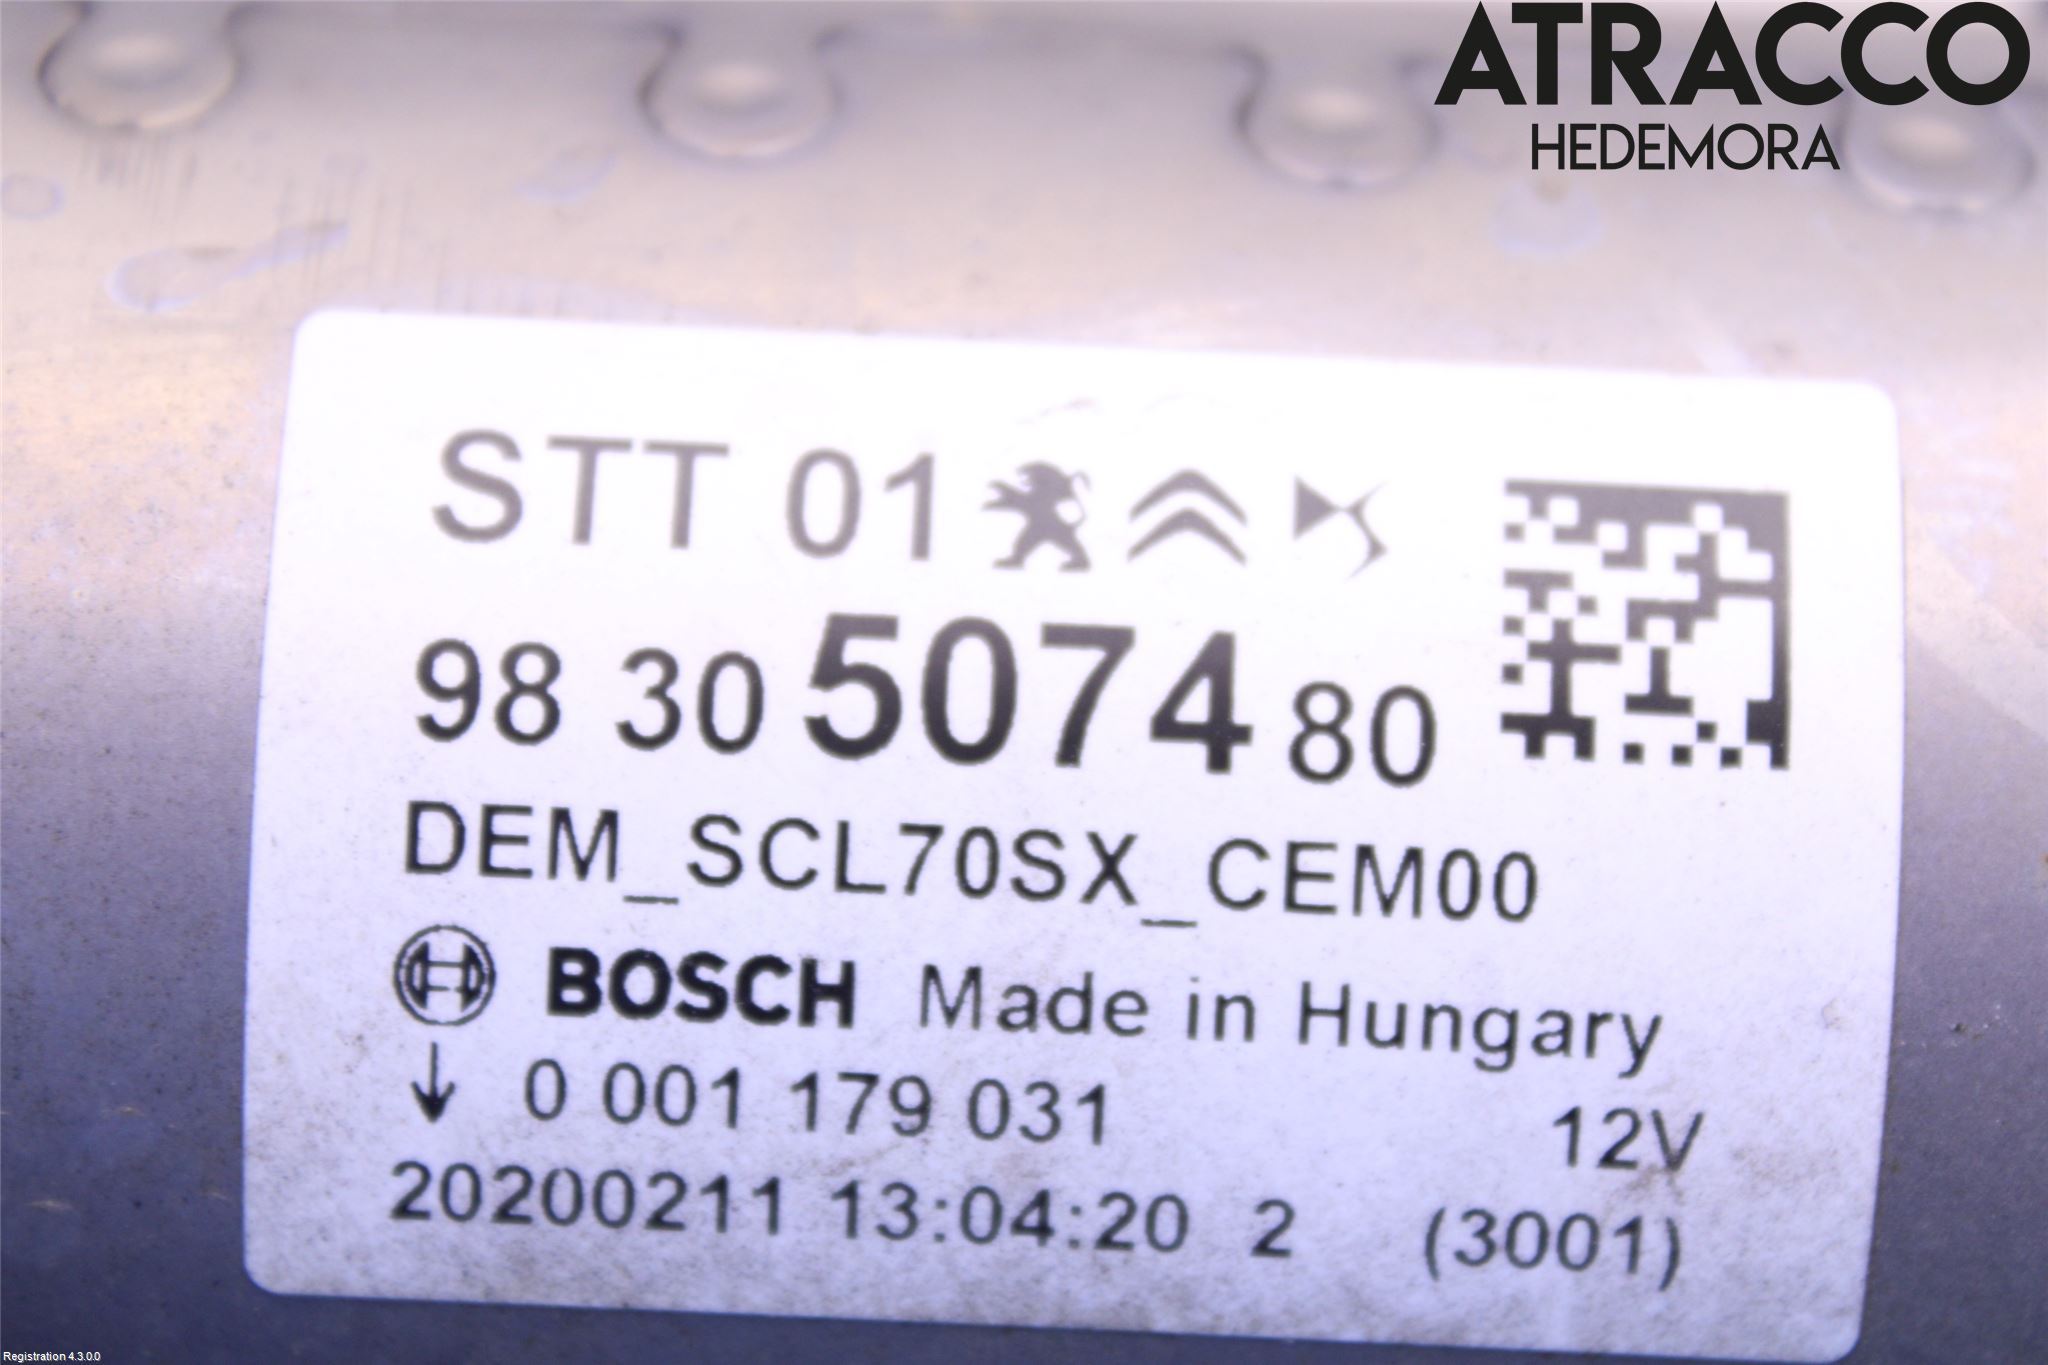 ATRACCO
HEDEMORA
STT 01
98 30 5074 80
DEM_SCL70SX_CEM00
BOSCH Made in Hungary
↓ 0 001 179 031 12V
20200211 13:04:20 2 (3001)
Registration 4.3.0.0